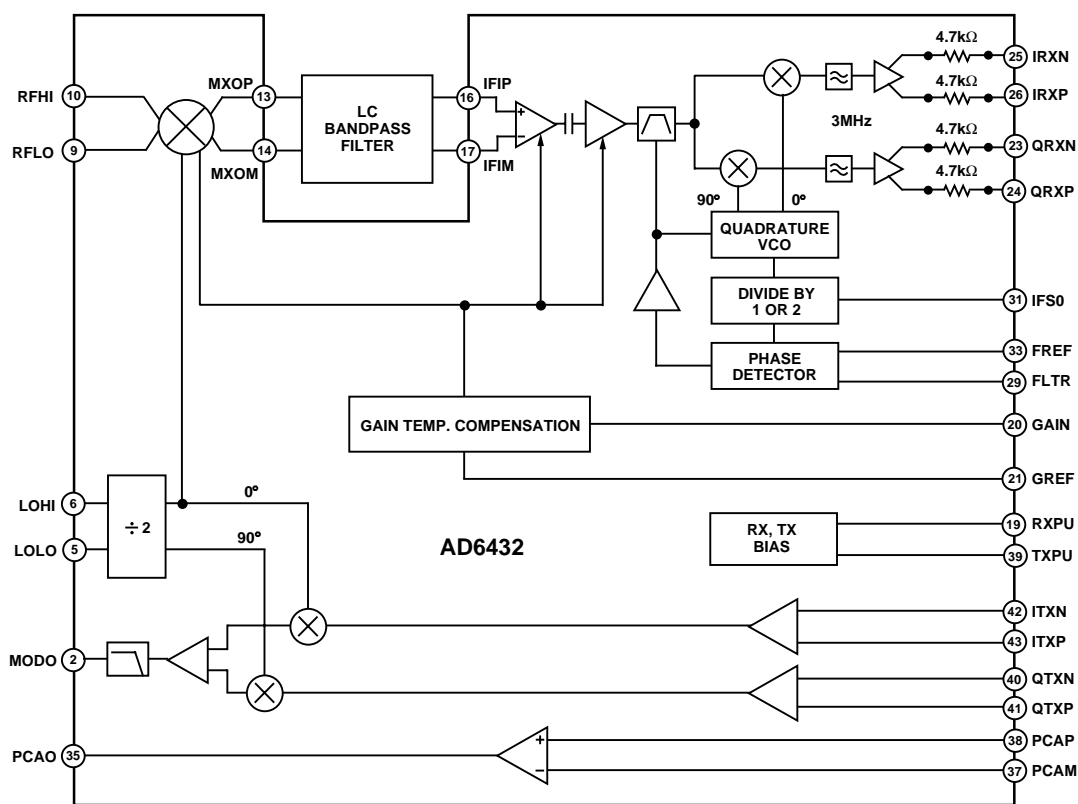 RFHI
10
RFLO
9
MXOP
13
14
MXOM
LC
BANDPASS
FILTER
16
IFIP
17
IFIM
+
−
90°
0°
3MHz
4.7kΩ
25
IRXN
4.7kΩ
26
IRXP
4.7kΩ
23
QRXN
4.7kΩ
24
QRXP
QUADRATURE
VCO
DIVIDE BY
1 OR 2
31
IFS0
PHASE
DETECTOR
33
FREF
29
FLTR
GAIN TEMP. COMPENSATION
20
GAIN
21
GREF
LOHI
6
LOLO
5
÷2
0°
90°
AD6432
RX, TX
BIAS
19
RXPU
39
TXPU
42
ITXN
43
ITXP
MODO
2
40
QTXN
41
QTXP
PCAO
35
+
−
38
PCAP
37
PCAM